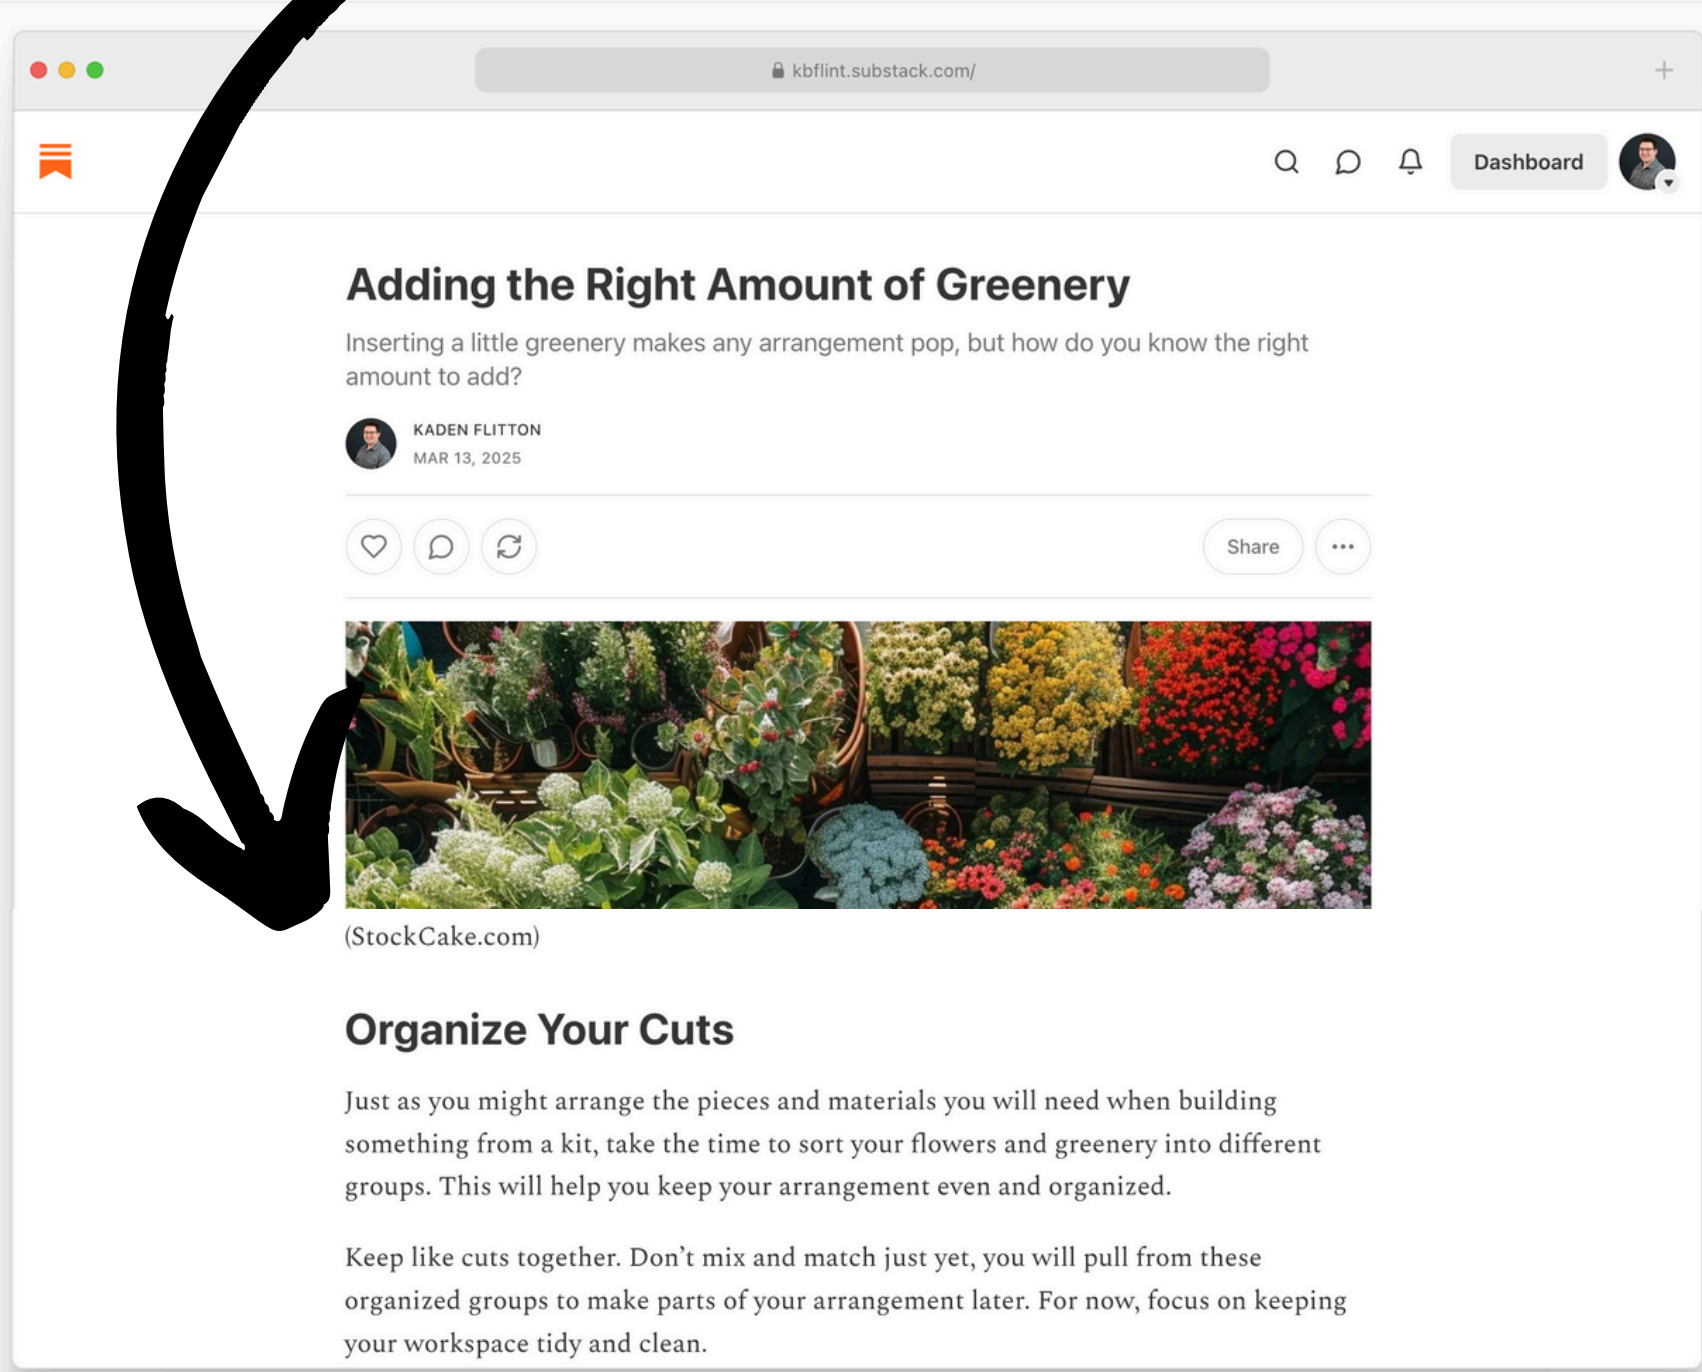 kbflint.substack.com/
Dashboard
Adding the Right Amount of Greenery
Inserting a little greenery makes any arrangement pop, but how do you know the right
amount to add?
KADEN FLITTON
MAR 13, 2025
Share
(StockCake.com)
Organize Your Cuts
Just as you might arrange the pieces and materials you will need when building
something from a kit, take the time to sort your flowers and greenery into different
groups. This will help you keep your arrangement even and organized.
Keep like cuts together. Don’t mix and match just yet, you will pull from these
organized groups to make parts of your arrangement later. For now, focus on keeping
your workspace tidy and clean.